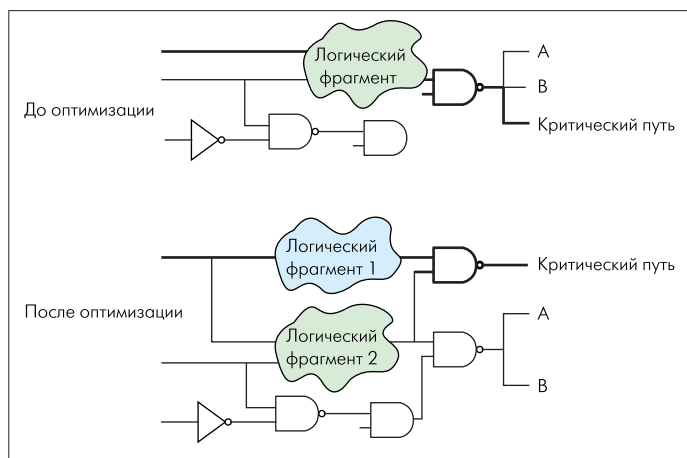 До оптимизации
Логический
фрагмент
А
В
Критический путь
После оптимизации
Логический
фрагмент 1
Критический путь
Логический
фрагмент 2
А
В